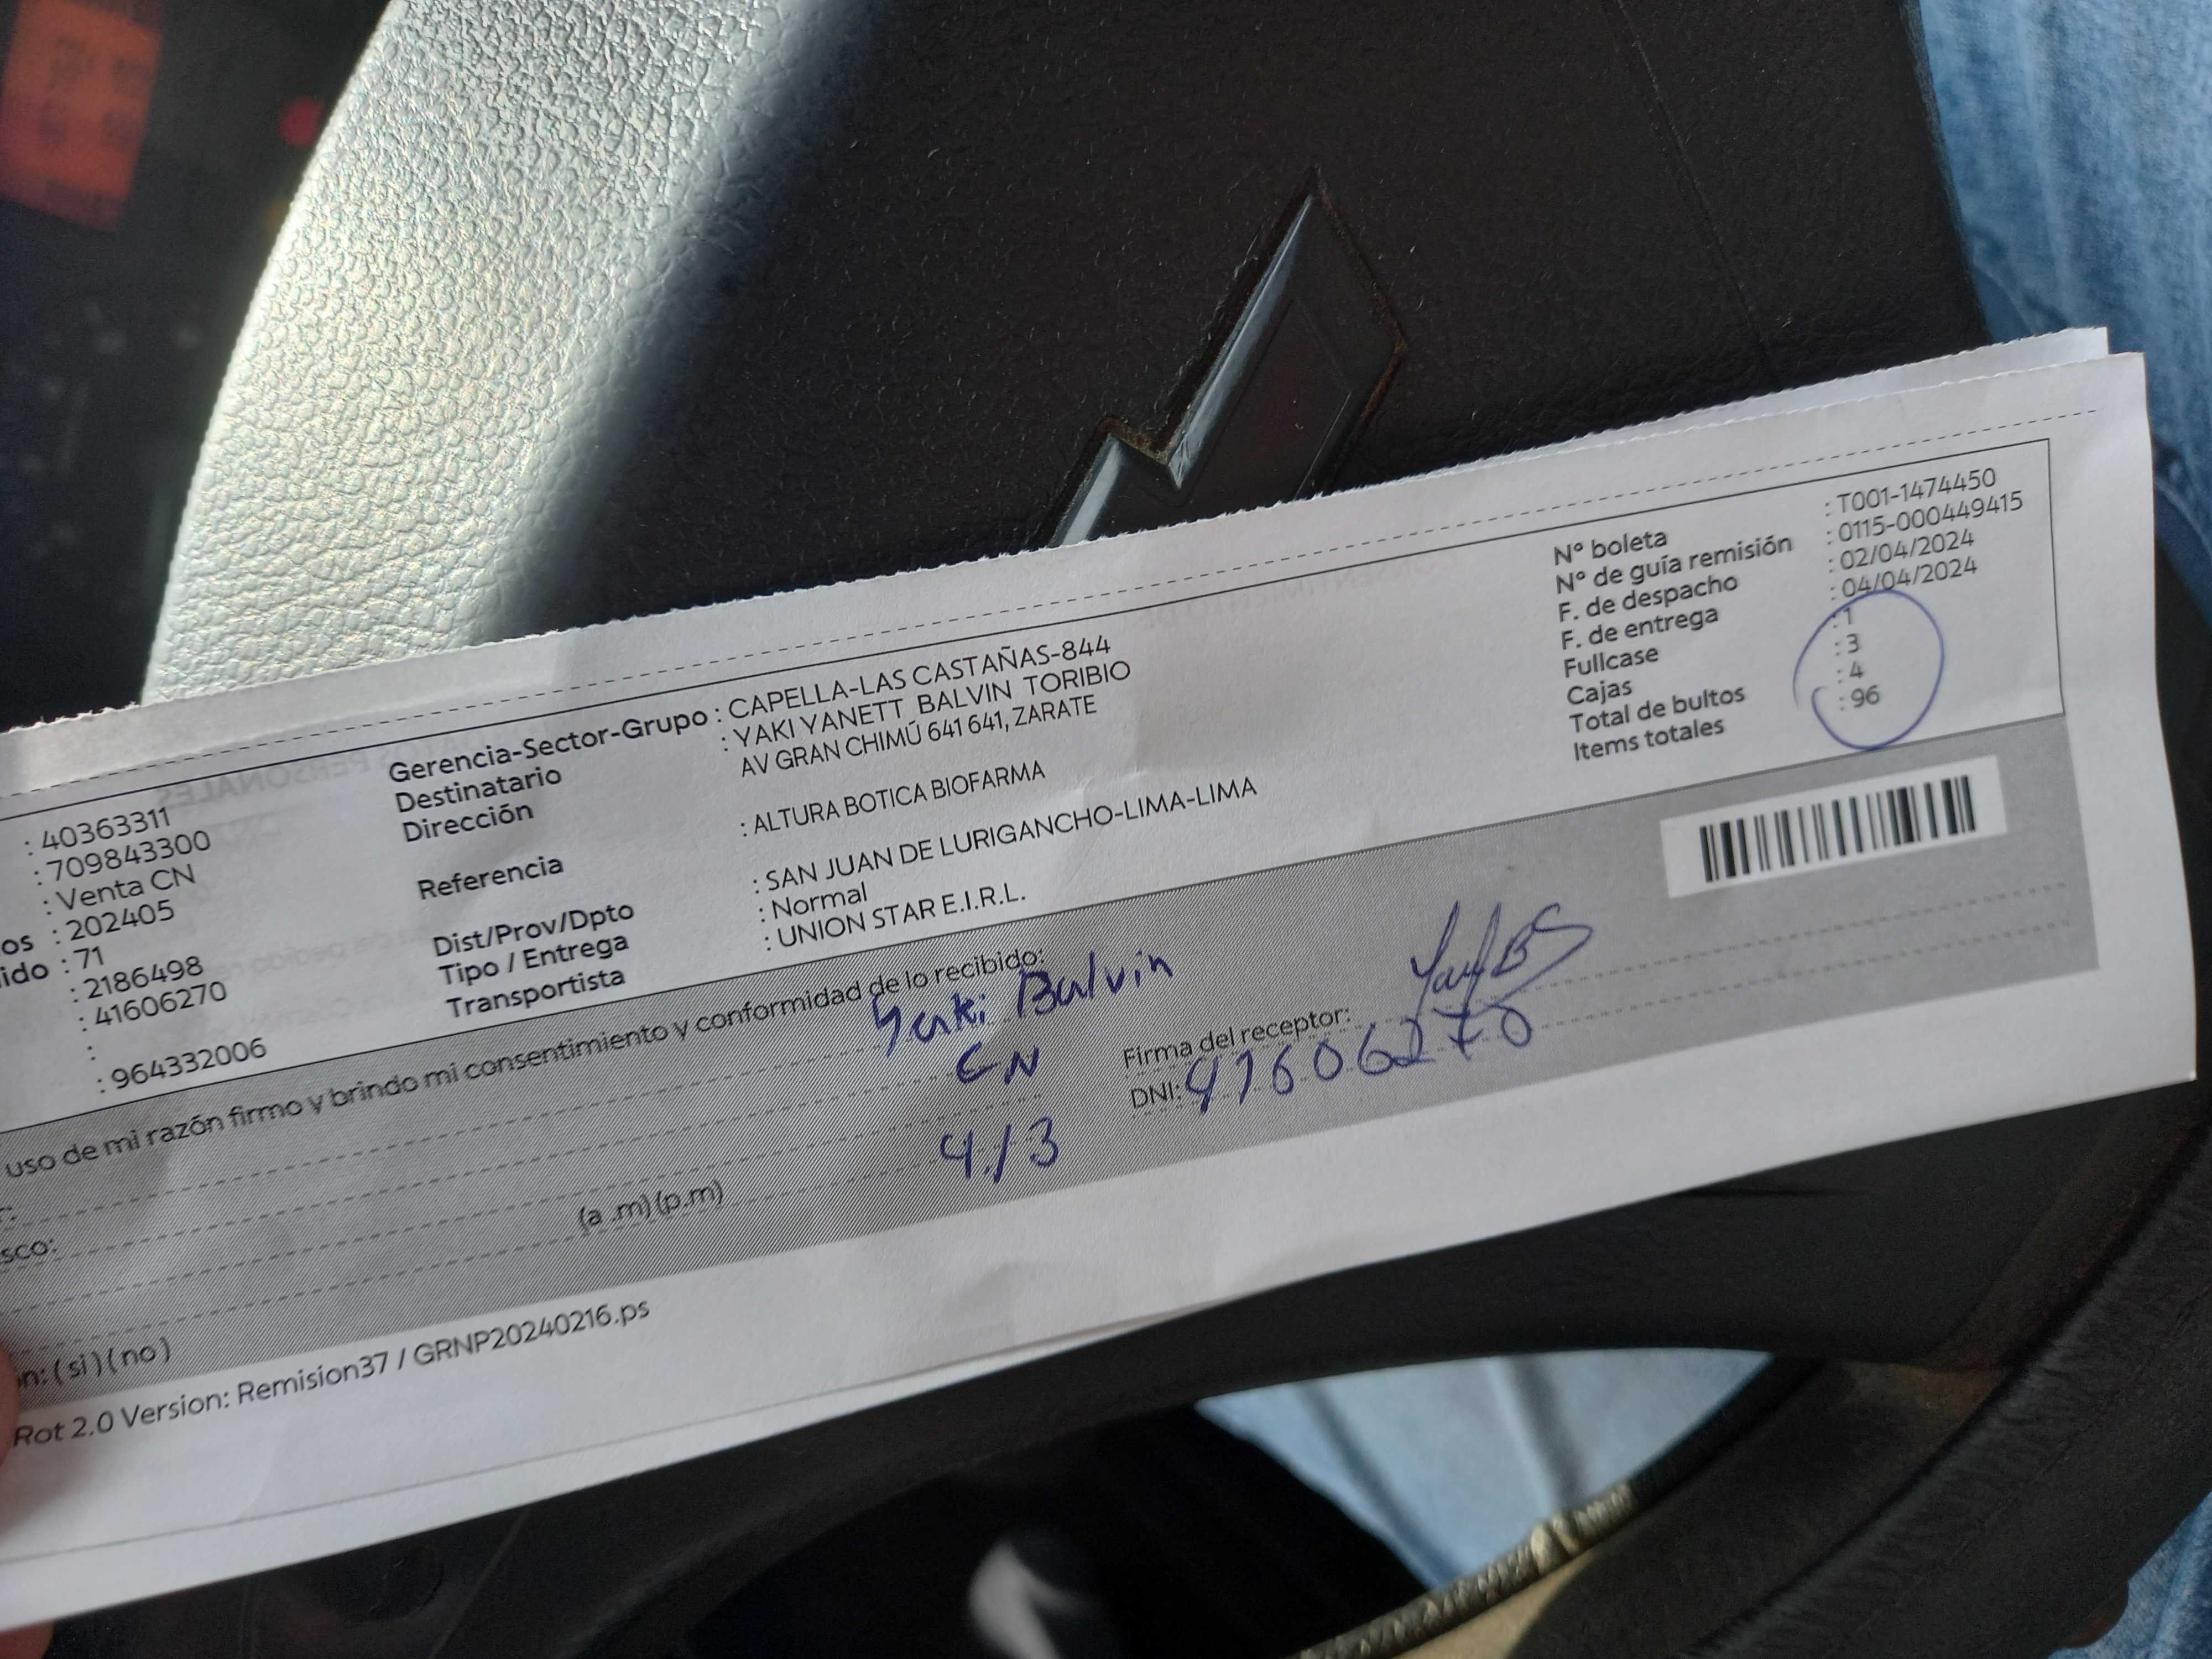 : 40363311
: 709843300
: Venta CN
os : 202405
ido : 71
: 2186498
: 41606270
:
: 964332006
Gerencia-Sector-Grupo : CAPELLA-LAS CASTAÑAS-844
Destinatario : YAKI YANETT BALVIN TORIBIO
Dirección AV GRAN CHIMÚ 641 641, ZARATE
Referencia : ALTURA BOTICA BIOFARMA
Dist/Prov/Dpto : SAN JUAN DE LURIGANCHO-LIMA-LIMA
Tipo / Entrega : Normal
Transportista : UNION STAR E.I.R.L.
N° boleta : T001-1474450
N° de guía remisión : 0115-000449415
F. de despacho : 02/04/2024
F. de entrega : 04/04/2024
Fullcase : 1
Cajas : 3
Total de bultos : 4
Items totales : 96
uso de mi razón firmo y brindo mi consentimiento y conformidad de lo recibido:
Yaki Balvin
CN
4/3
Firma del receptor:
DNI: 41606270
sco:
(a .m) (p.m)
n: ( si ) ( no )
Rot 2.0 Version: Remision37 / GRNP20240216.ps